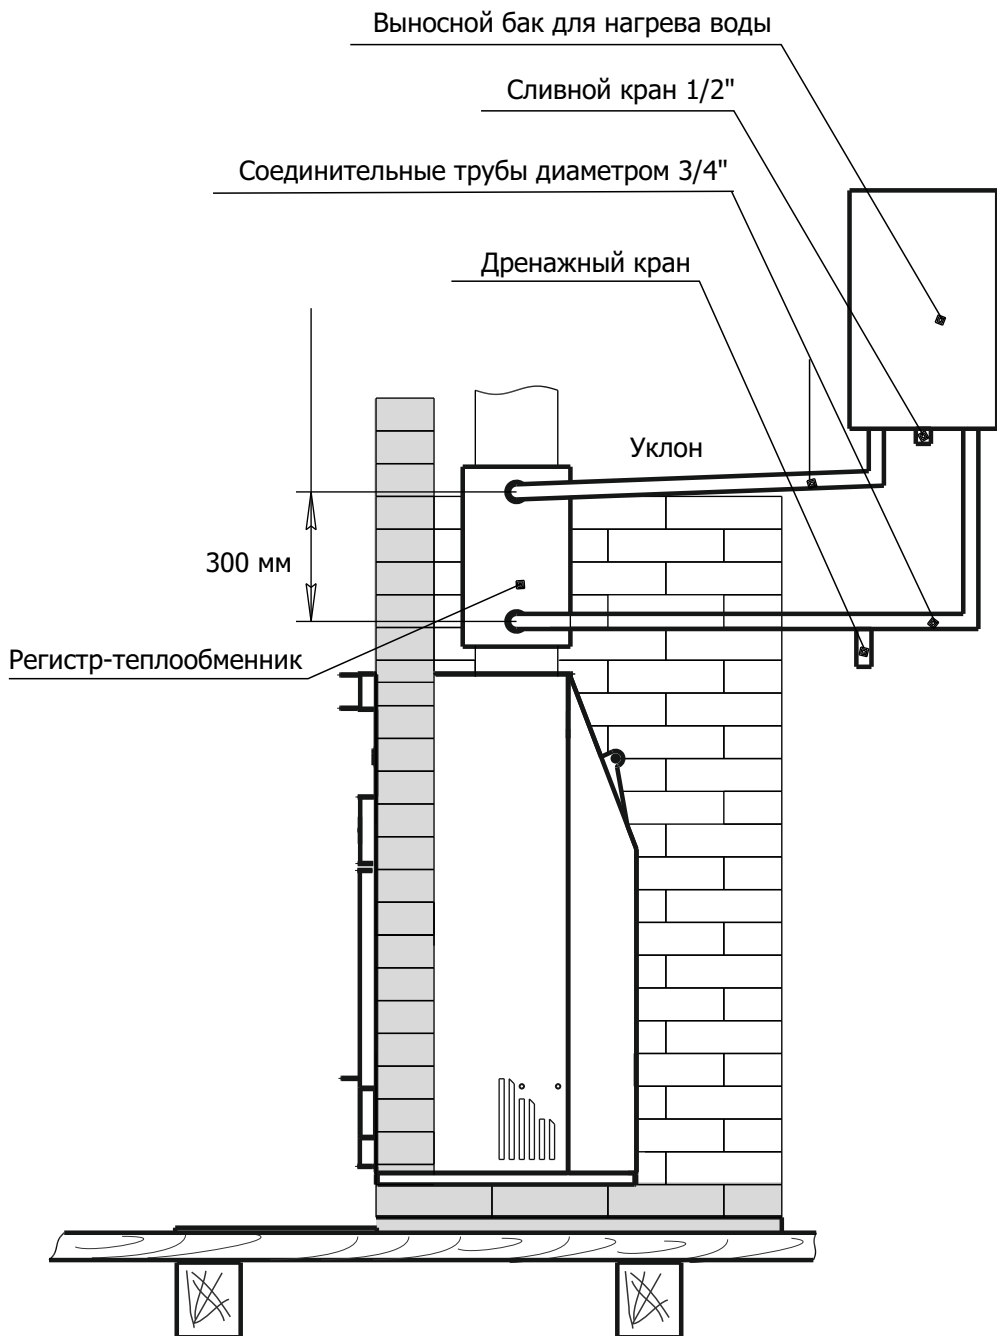 Выносной бак для нагрева воды
Сливной кран 1/2"
Соединительные трубы диаметром 3/4"
Дренажный кран
Уклон
300 мм
Регистр-теплообменник